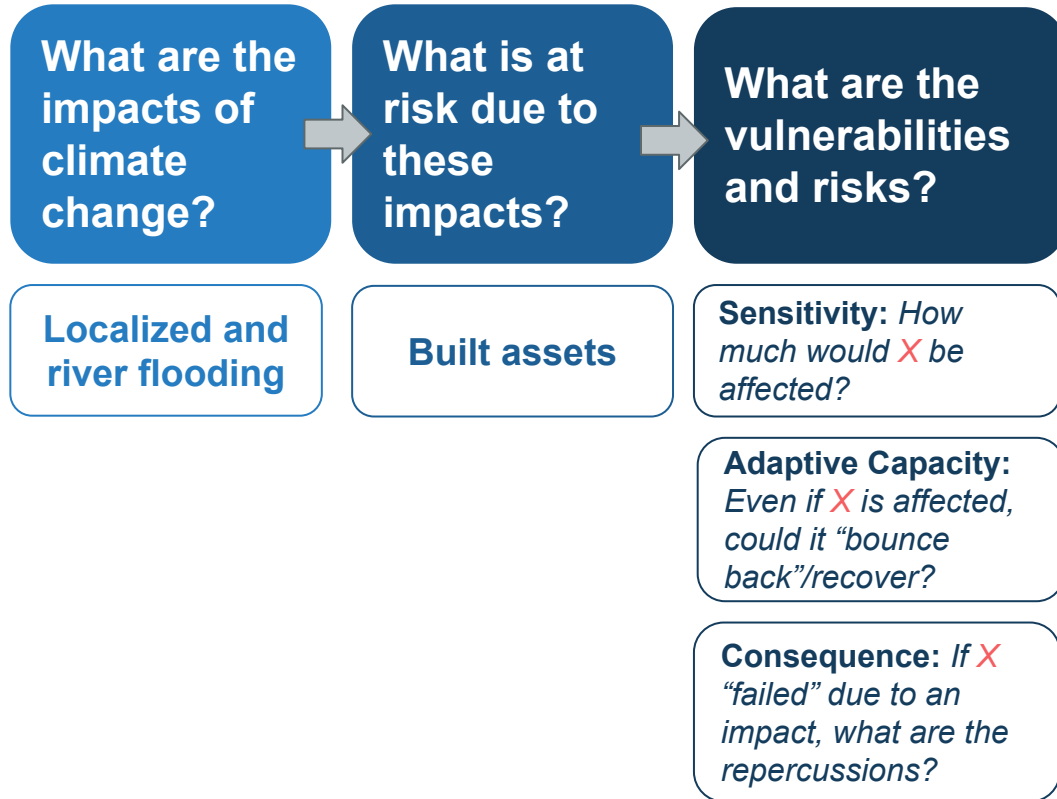 What are the
impacts of
climate
change?
What is at
risk due to
these
impacts?
What are the
vulnerabilities
and risks?
Localized and
river flooding
Built assets
Sensitivity: How
much would X be
affected?
Adaptive Capacity:
Even if X is affected,
could it “bounce
back”/recover?
Consequence: If X
“failed” due to an
impact, what are the
repercussions?